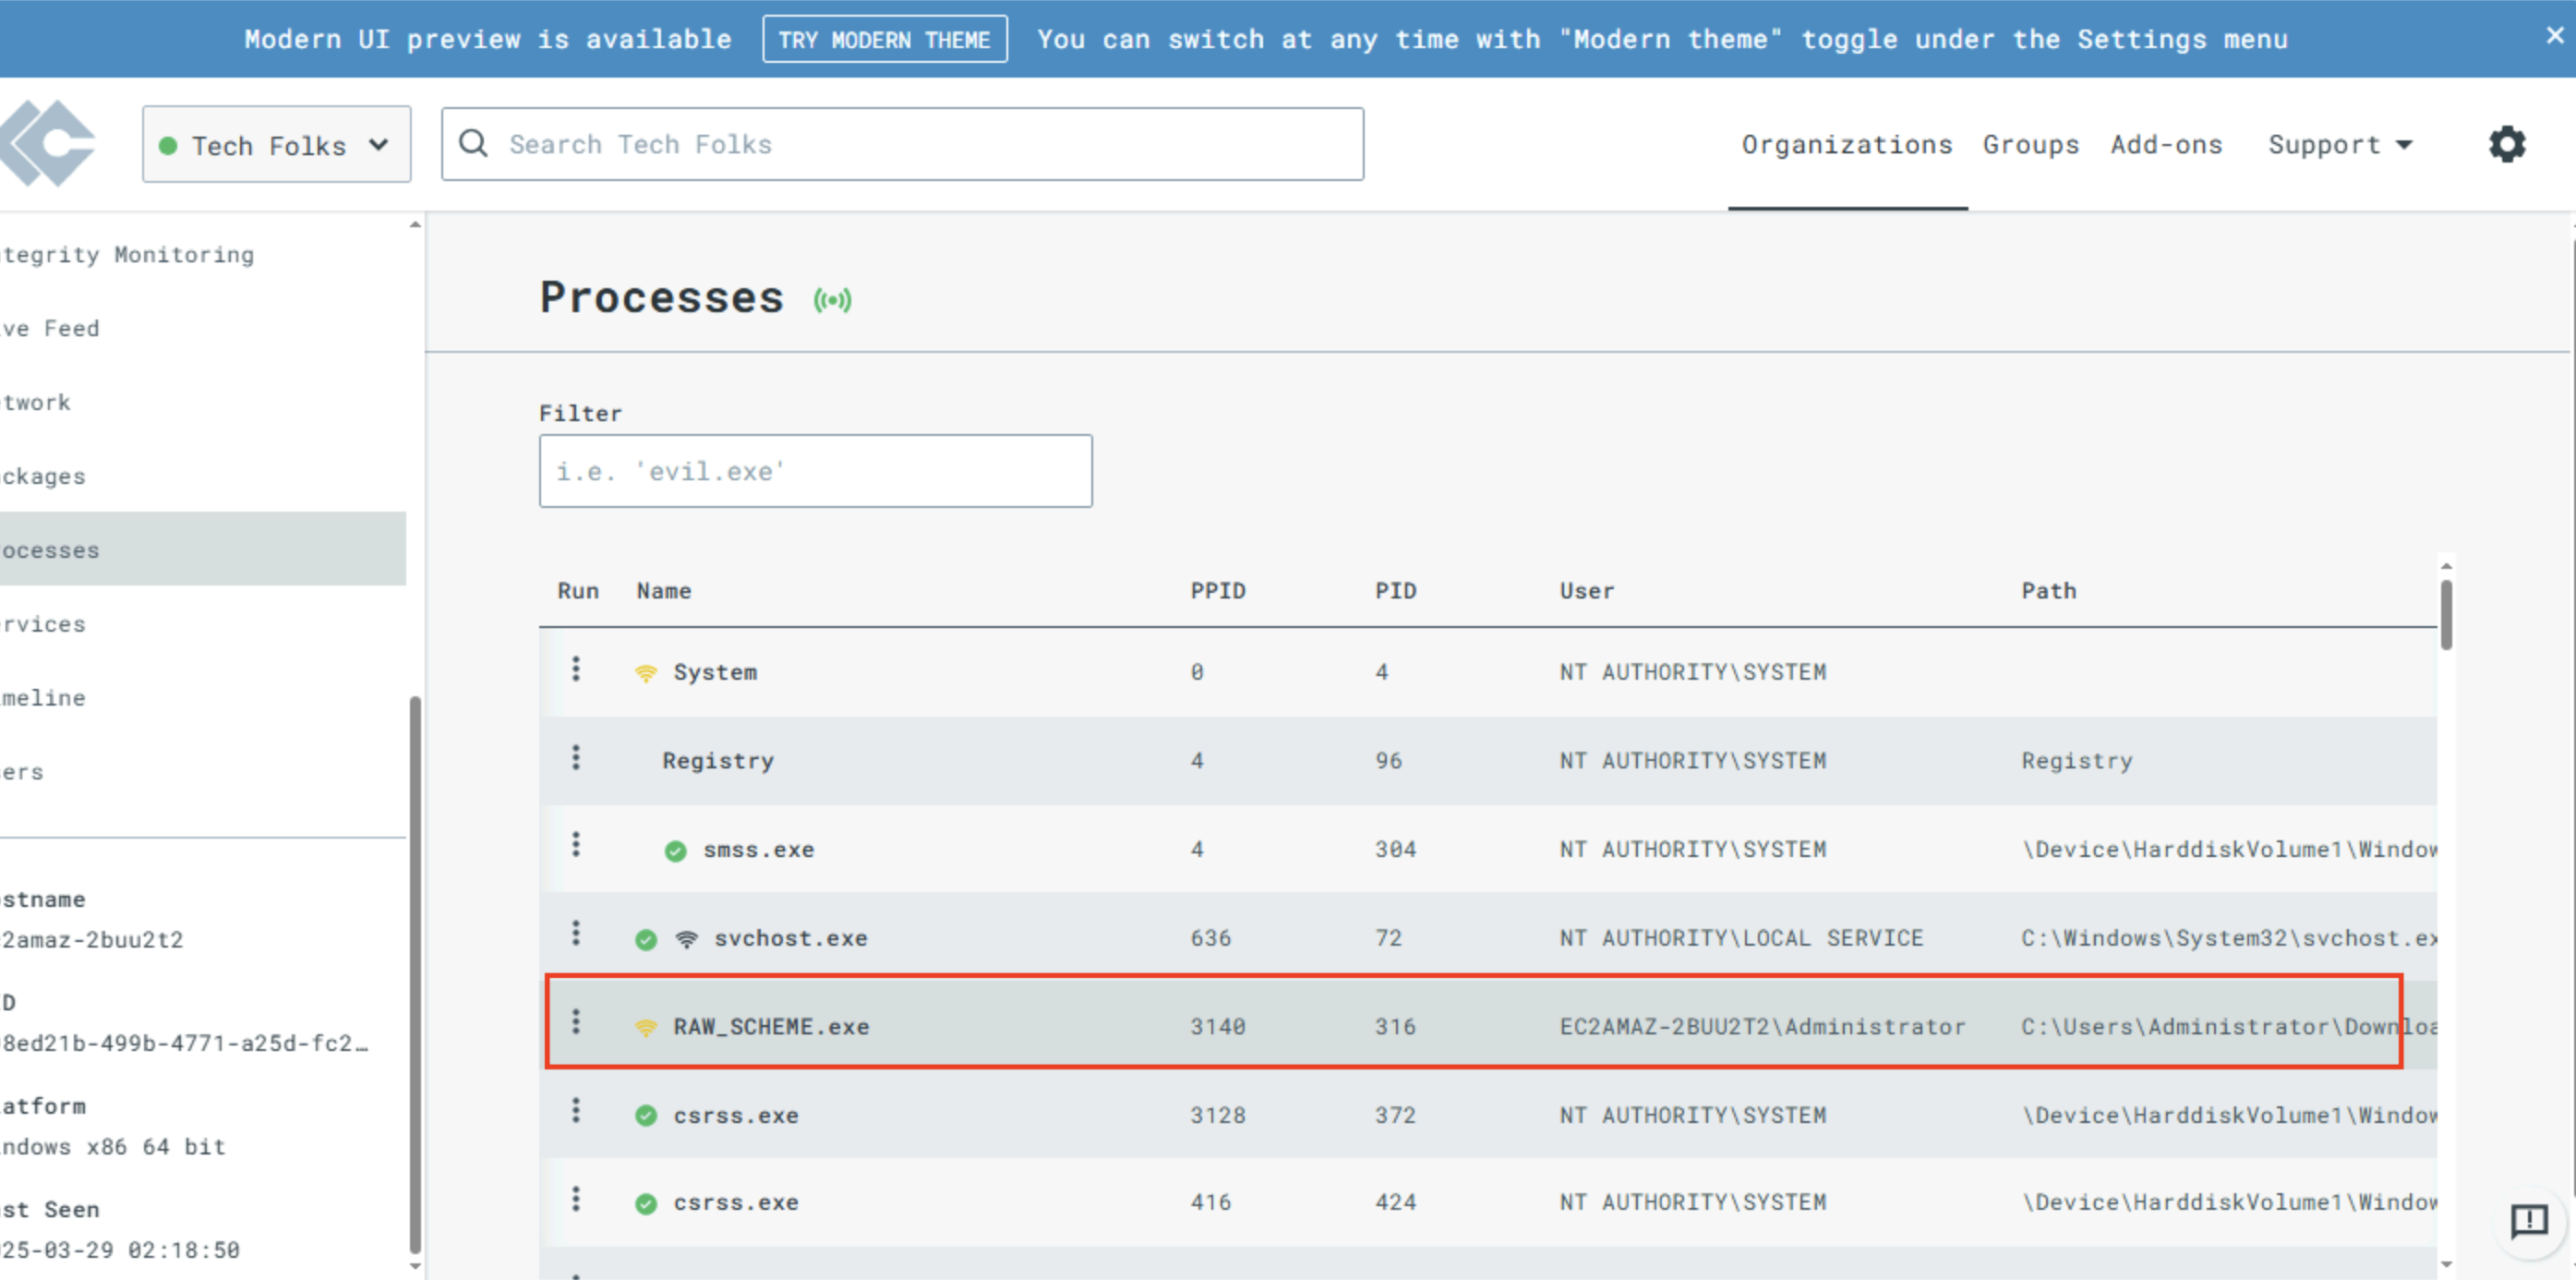 Modern UI preview is available TRY MODERN THEME You can switch at any time with "Modern theme" toggle under the Settings menu
Tech Folks
Search Tech Folks
Organizations Groups Add-ons Support
tegrity Monitoring
ve Feed
twork
ckages
ocesses
rvices
meline
ers
stname
2amaz-2buu2t2
D
8ed21b-499b-4771-a25d-fc2…
atform
ndows x86 64 bit
st Seen
25-03-29 02:18:50
Processes
Filter
i.e. 'evil.exe'
Run Name PPID PID User Path
System 0 4 NT AUTHORITY\SYSTEM
Registry 4 96 NT AUTHORITY\SYSTEM Registry
smss.exe 4 304 NT AUTHORITY\SYSTEM \Device\HarddiskVolume1\Window
svchost.exe 636 72 NT AUTHORITY\LOCAL SERVICE C:\Windows\System32\svchost.ex
RAW_SCHEME.exe 3140 316 EC2AMAZ-2BUU2T2\Administrator C:\Users\Administrator\Downloa
csrss.exe 3128 372 NT AUTHORITY\SYSTEM \Device\HarddiskVolume1\Window
csrss.exe 416 424 NT AUTHORITY\SYSTEM \Device\HarddiskVolume1\Window